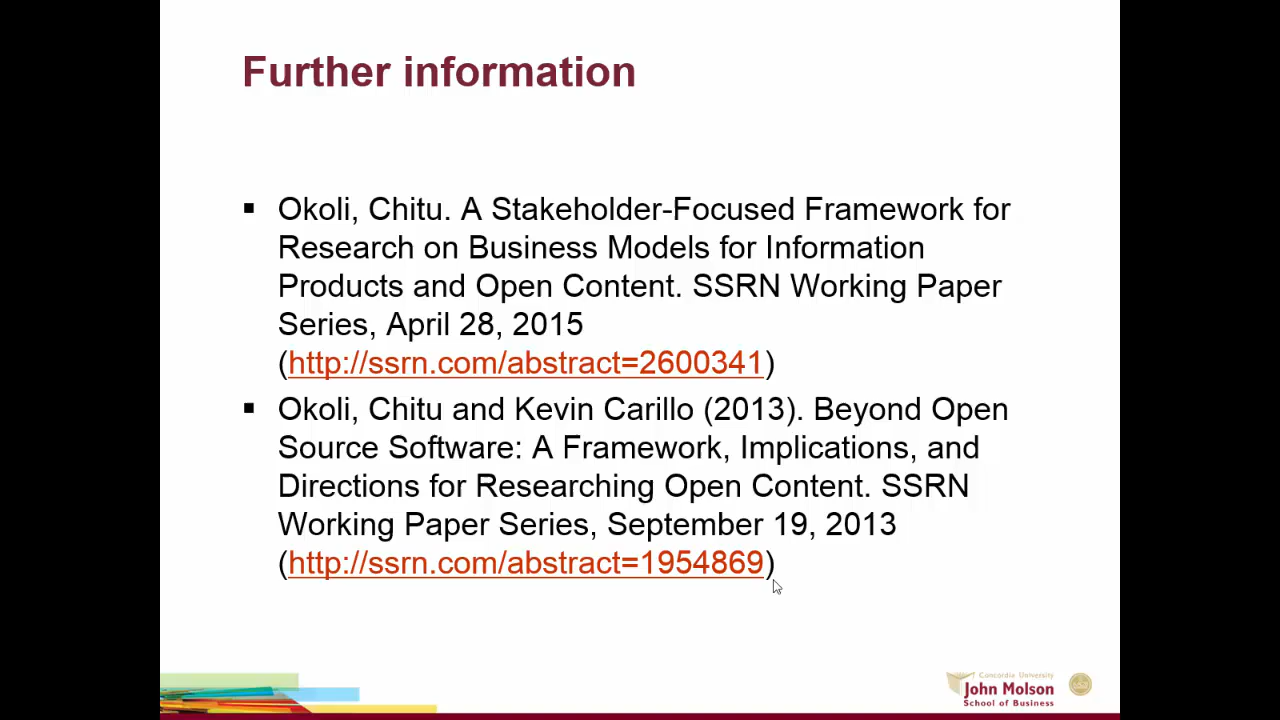 Further information
▪ Okoli, Chitu. A Stakeholder-Focused Framework for
Research on Business Models for Information
Products and Open Content. SSRN Working Paper
Series, April 28, 2015
(http://ssrn.com/abstract=2600341)
▪ Okoli, Chitu and Kevin Carillo (2013). Beyond Open
Source Software: A Framework, Implications, and
Directions for Researching Open Content. SSRN
Working Paper Series, September 19, 2013
(http://ssrn.com/abstract=1954869)
Concordia University
John Molson
School of Business